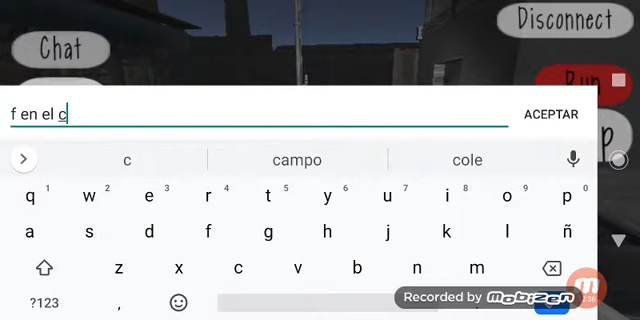 Disconnect
Chat
Run
f en el c
ACEPTAR
p
c campo cole
q 1 w 2 e 3 r 4 t 5 y 6 u 7 i 8 o 9 p 0
a s d f g h j k l ñ
z x c v b n m
?123 ,
Recorded by mobizen
M